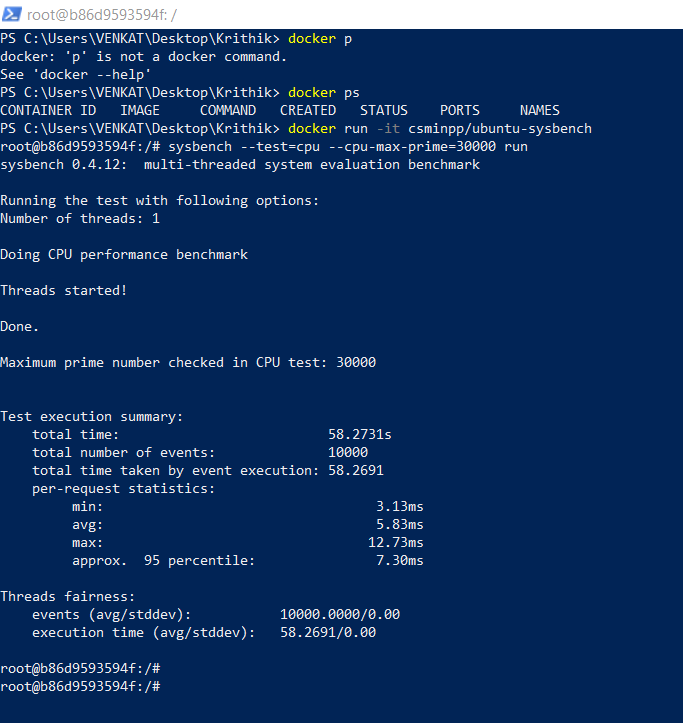 root@b86d9593594f: /
PS C:\Users\VENKAT\Desktop\Krithik> docker p
docker: 'p' is not a docker command.
See 'docker --help'
PS C:\Users\VENKAT\Desktop\Krithik> docker ps
CONTAINER ID   IMAGE     COMMAND   CREATED   STATUS    PORTS     NAMES
PS C:\Users\VENKAT\Desktop\Krithik> docker run -it csminpp/ubuntu-sysbench
root@b86d9593594f:/# sysbench --test=cpu --cpu-max-prime=30000 run
sysbench 0.4.12:  multi-threaded system evaluation benchmark
Running the test with following options:
Number of threads: 1
Doing CPU performance benchmark
Threads started!
Done.
Maximum prime number checked in CPU test: 30000
Test execution summary:
    total time:                          58.2731s
    total number of events:              10000
    total time taken by event execution: 58.2691
    per-request statistics:
         min:                                  3.13ms
         avg:                                  5.83ms
         max:                                 12.73ms
         approx.  95 percentile:               7.30ms
Threads fairness:
    events (avg/stddev):           10000.0000/0.00
    execution time (avg/stddev):   58.2691/0.00
root@b86d9593594f:/#
root@b86d9593594f:/#